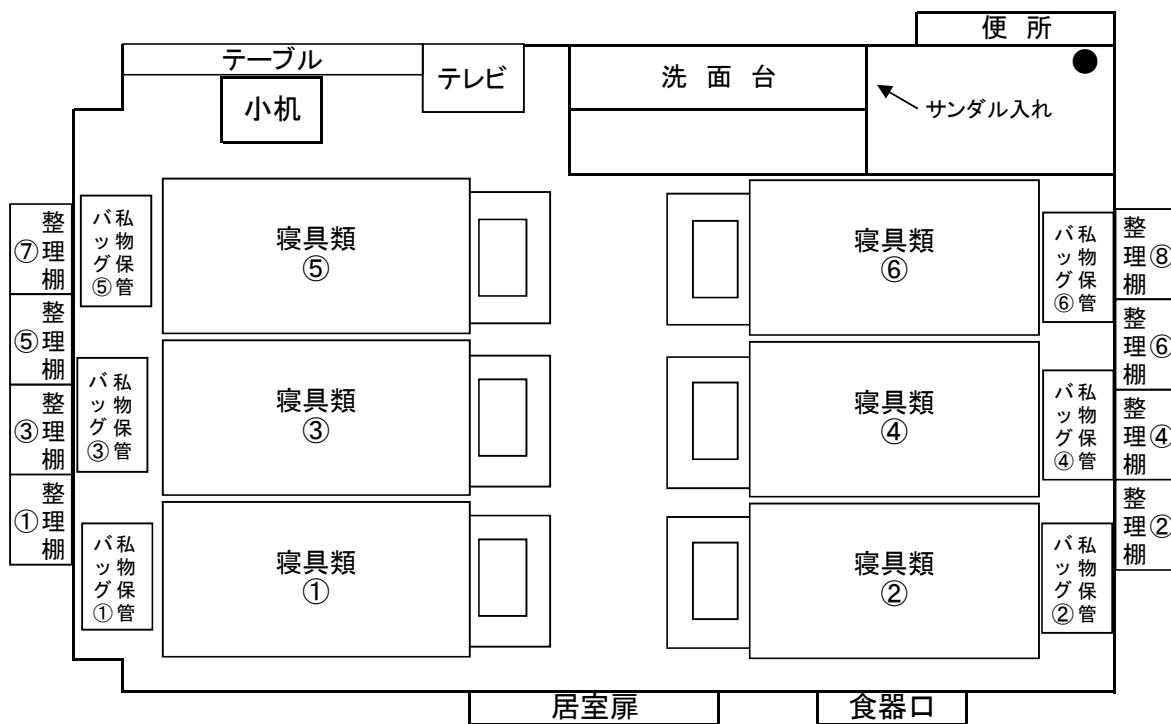 便 所
テーブル
テレビ
洗 面 台
小机
サンダル入れ
整理棚⑦
私物保管
バッグ⑤
寝具類
⑤
寝具類
⑥
私物保管
バッグ⑥
整理棚⑧
整理棚⑤
整理棚⑥
整理棚③
私物保管
バッグ③
寝具類
③
寝具類
④
私物保管
バッグ④
整理棚④
整理棚①
整理棚②
私物保管
バッグ①
寝具類
①
寝具類
②
私物保管
バッグ②
居室扉
食器口